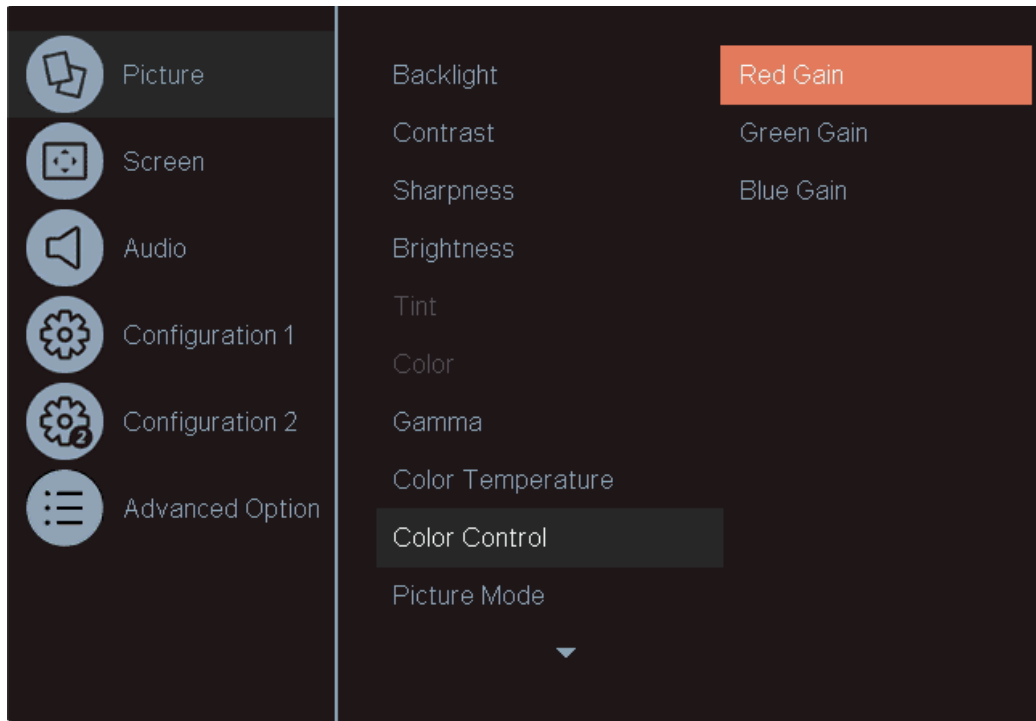 Picture
Screen
Audio
Configuration 1
Configuration 2
2
Advanced Option
Backlight
Contrast
Sharpness
Brightness
Tint
Color
Gamma
Color Temperature
Color Control
Picture Mode
Red Gain
Green Gain
Blue Gain